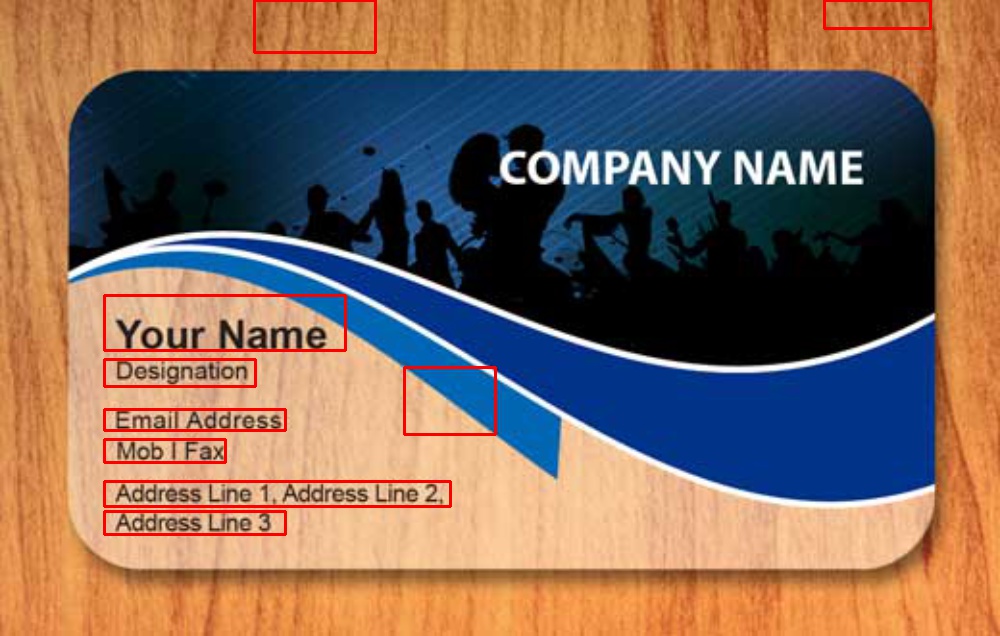 COMPANY NAME
Your Name
Designation
Email Address
Mob | Fax
Address Line 1, Address Line 2,
Address Line 3